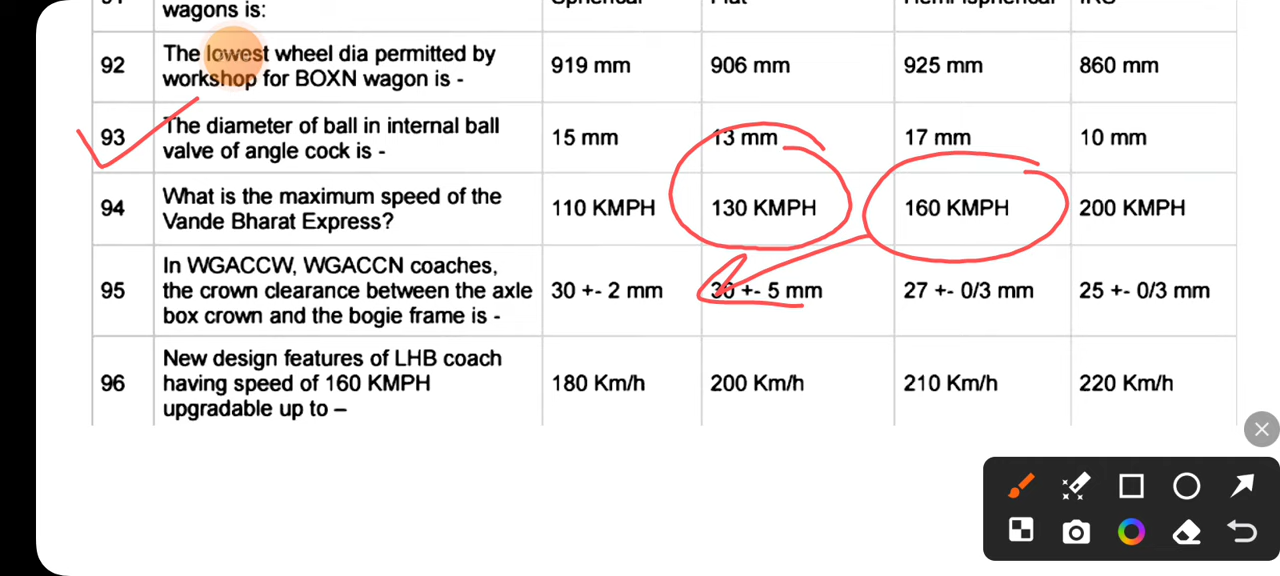 wagons is:
92 The lowest wheel dia permitted by workshop for BOXN wagon is - 919 mm 906 mm 925 mm 860 mm
93 The diameter of ball in internal ball valve of angle cock is - 15 mm 13 mm 17 mm 10 mm
94 What is the maximum speed of the Vande Bharat Express? 110 KMPH 130 KMPH 160 KMPH 200 KMPH
95 In WGACCW, WGACCN coaches, the crown clearance between the axle box crown and the bogie frame is - 30 +- 2 mm 30 +- 5 mm 27 +- 0/3 mm 25 +- 0/3 mm
96 New design features of LHB coach having speed of 160 KMPH upgradable up to – 180 Km/h 200 Km/h 210 Km/h 220 Km/h